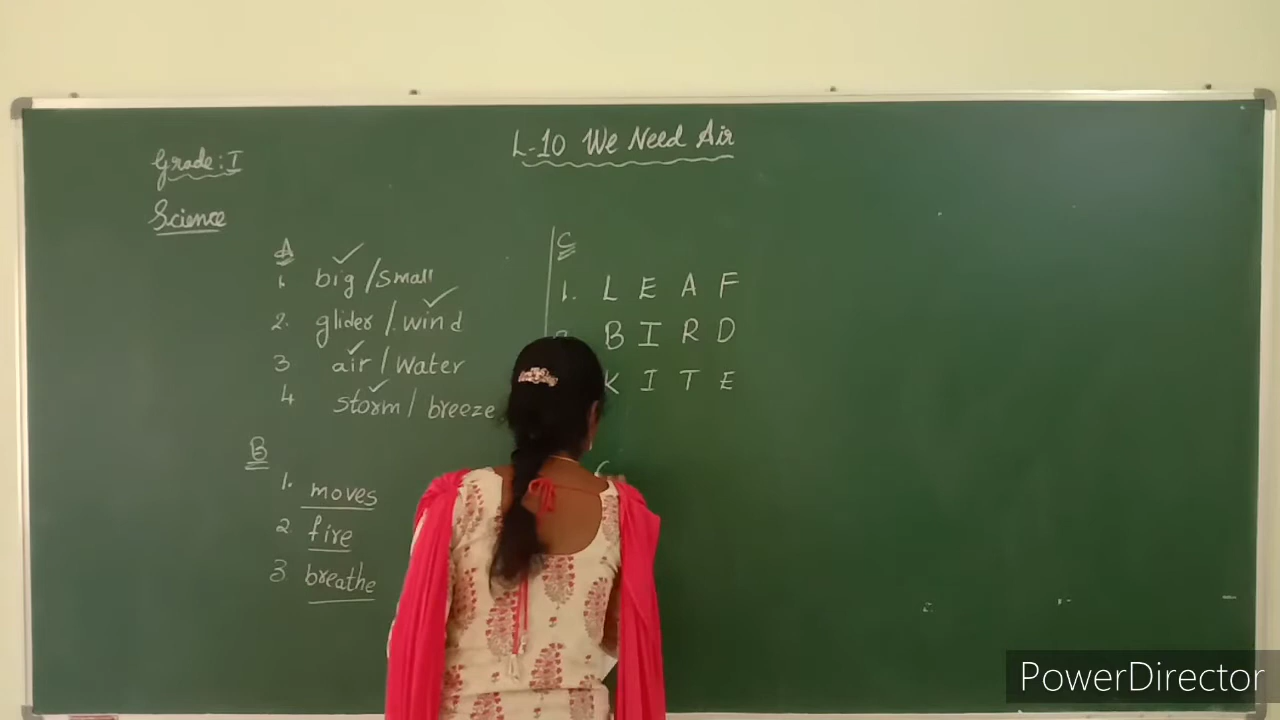 L-10 We Need Air
Grade: I
Science
A
1. big / small
2. glider / wind
3 air / water
4 storm / breeze
B
1. moves
2. fire
3. breathe
C
1. L E A F
B I R D
K I T E
PowerDirector